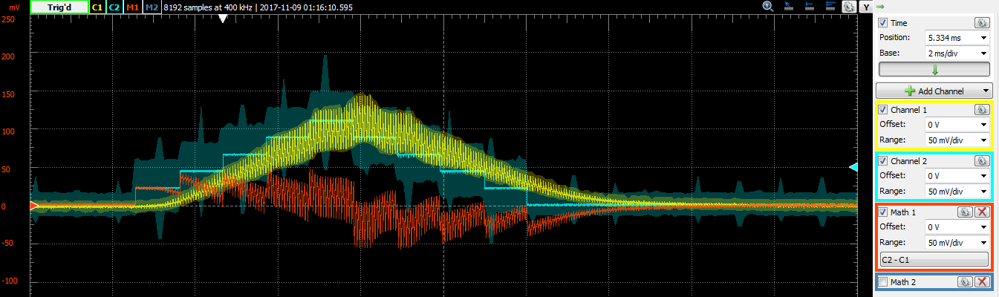 mV Trig'd C1 C2 M1 M2 8192 samples at 400 kHz | 2017-11-09 01:16:10.595 Y
250
200
150
100
50
0
-50
-100
Time
Position: 5.334 ms
Base: 2 ms/div
Add Channel
Channel 1
Offset: 0 V
Range: 50 mV/div
Channel 2
Offset: 0 V
Range: 50 mV/div
Math 1
Offset: 0 V
Range: 50 mV/div
C2 - C1
Math 2